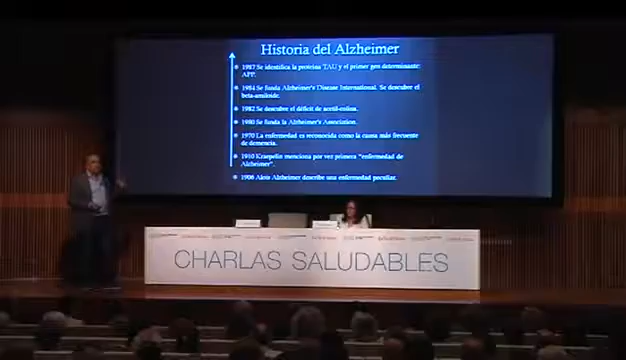 Historia del Alzheimer
1987 Se identifica la proteina TAU y el primer gen determinante:
APP.
1984 Se funda Alzheimer's Disease International. Se descubre el
beta-amiloide.
1982 Se descubre el déficit de acetil-colina.
1980 Se funda la Alzheimer's Association.
1970 La enfermedad es reconocida como la causa más frecuente
de demencia.
1910 Kraepelin menciona por vez primera "enfermedad de
Alzheimer".
1906 Alois Alzheimer describe una enfermedad peculiar.
CHARLAS SALUDABLES